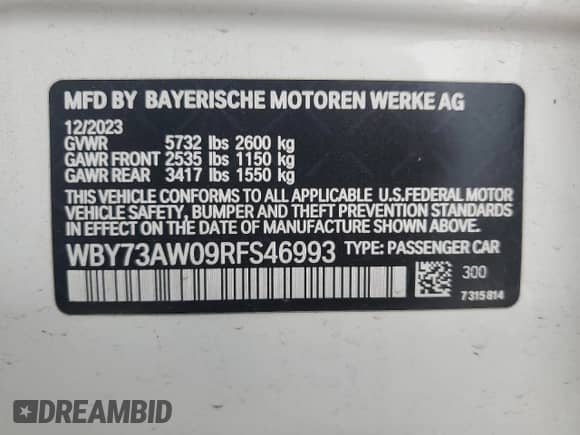 MFD BY BAYERISCHE MOTOREN WERKE AG
12/2023
GVWR 5732 lbs 2600 kg
GAWR FRONT 2535 lbs 1150 kg
GAWR REAR 3417 lbs 1550 kg
THIS VEHICLE CONFORMS TO ALL APPLICABLE U.S.FEDERAL MOTOR
VEHICLE SAFETY, BUMPER AND THEFT PREVENTION STANDARDS
IN EFFECT ON THE DATE OF MANUFACTURE SHOWN ABOVE.
WBY73AW09RFS46993 TYPE: PASSENGER CAR
300
7315814
DREAMBID